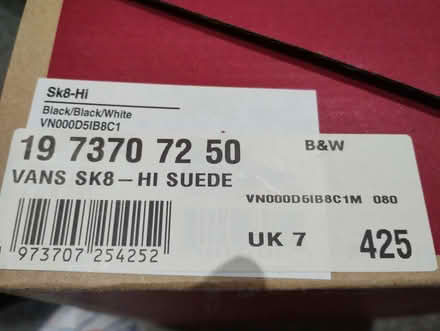 Sk8-Hi
Black/Black/White
VN000D5IB8C1
19 7370 72 50
B&W
VANS SK8-HI SUEDE
VN000D5IB8C1M 080
973707 254252
UK 7
425